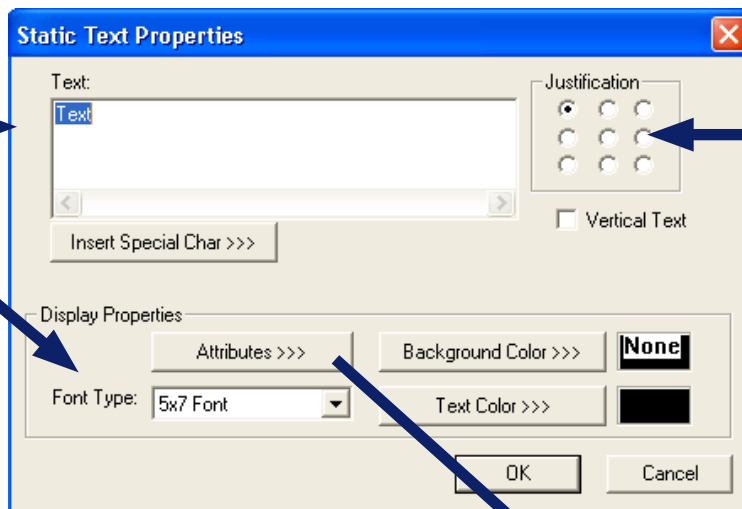 Static Text Properties
Text:
Text
Justification
Insert Special Char >>>
Vertical Text
Display Properties
Attributes >>>
Background Color >>>
None
Font Type:
5x7 Font
Text Color >>>
OK
Cancel